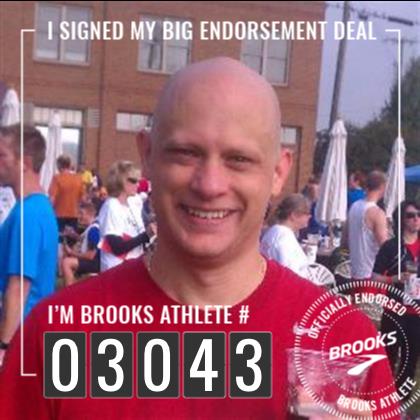 I SIGNED MY BIG ENDORSEMENT DEAL
I'M BROOKS ATHLETE #
03043
OFFICIALLY ENDORSED
BROOKS
BROOKS ATHLETE